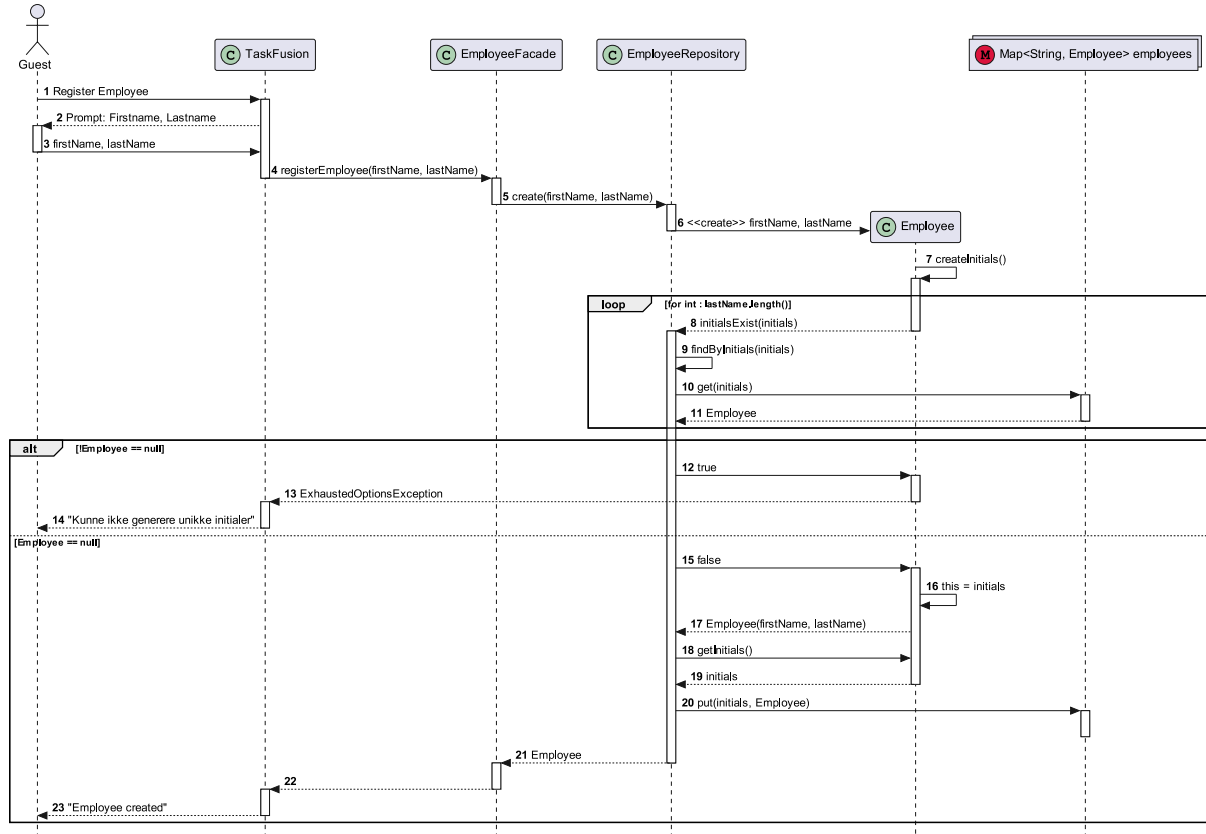 Guest
C TaskFusion
C EmployeeFacade
C EmployeeRepository
M Map<String, Employee> employees
1 Register Employee
2 Prompt: Firstname, Lastname
3 firstName, lastName
4 registerEmployee(firstName, lastName)
5 create(firstName, lastName)
6 <<create>> firstName, lastName
C Employee
7 createInitials()
loop [for int : lastName.length()]
8 initialsExist(initials)
9 findByInitials(initials)
10 get(initials)
11 Employee
alt [!Employee == null]
12 true
13 ExhaustedOptionsException
14 "Kunne ikke generere unikke initialer"
[Employee == null]
15 false
16 this = initials
17 Employee(firstName, lastName)
18 getInitials()
19 initials
20 put(initials, Employee)
21 Employee
22
23 "Employee created"